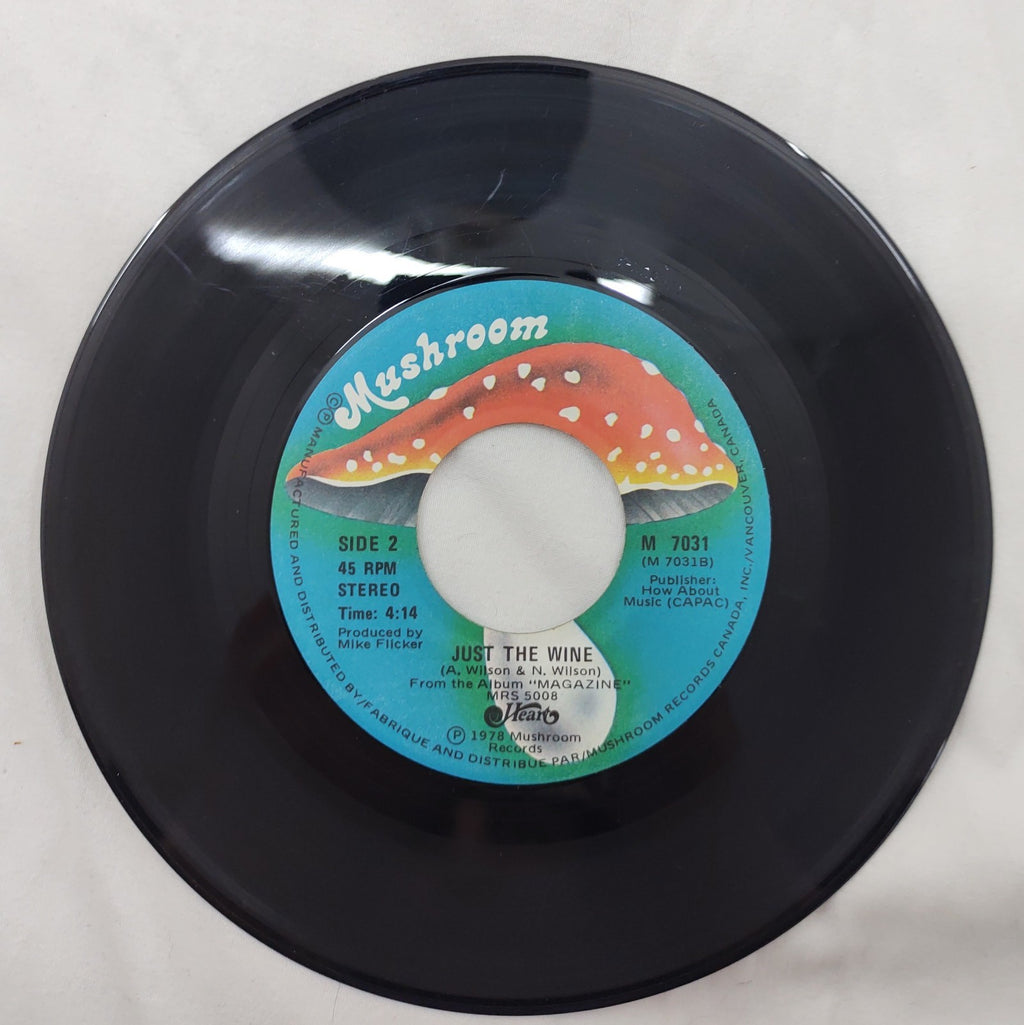 Mushroom
SIDE 2
45 RPM
STEREO
Time: 4:14
Produced by
Mike Flicker
M 7031
(M 7031B)
Publisher:
How About
Music (CAPAC)
JUST THE WINE
(A. Wilson & N. Wilson)
From the Album "MAGAZINE"
MRS 5008
Heart
Ⓟ 1978 Mushroom
Records
©Ⓟ MANUFACTURED AND DISTRIBUTED BY/FABRIQUE AND DISTRIBUE PAR/MUSHROOM RECORDS CANADA, INC./VANCOUVER, CANADA